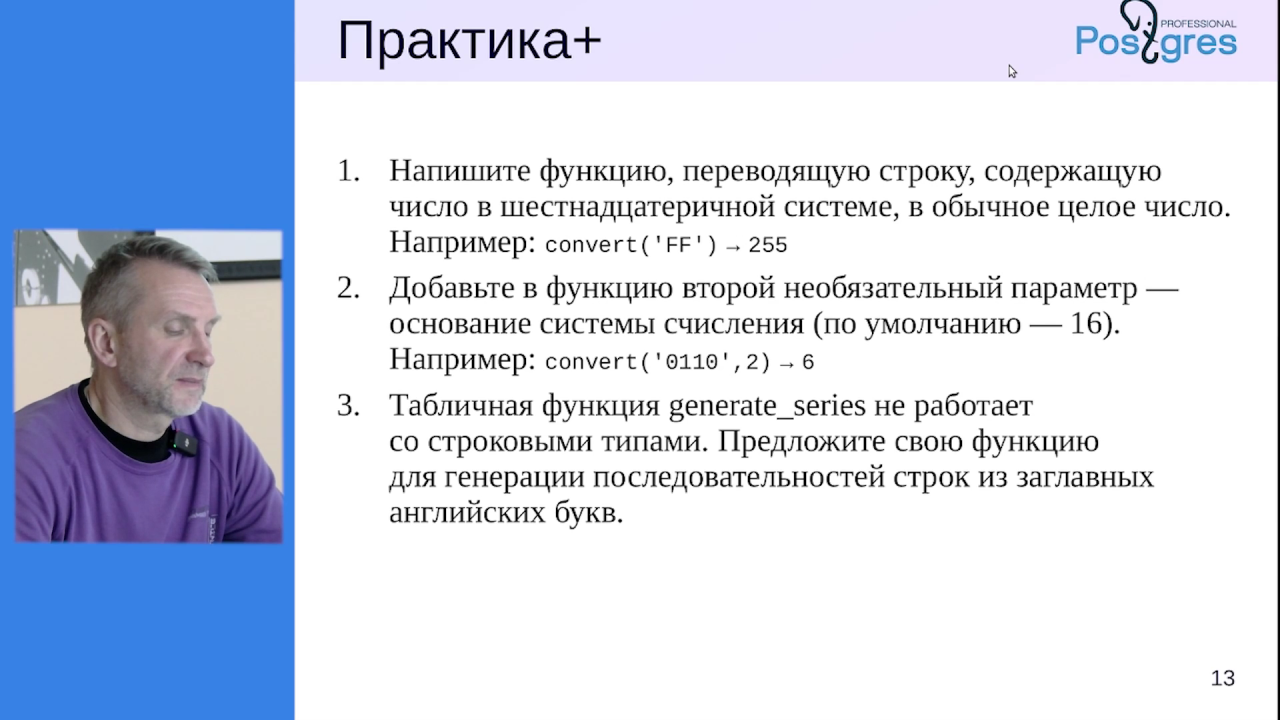 Практика+
PROFESSIONAL
Postgres
1. Напишите функцию, переводящую строку, содержащую
число в шестнадцатеричной системе, в обычное целое число.
Например: convert('FF') → 255
2. Добавьте в функцию второй необязательный параметр —
основание системы счисления (по умолчанию — 16).
Например: convert('0110',2) → 6
3. Табличная функция generate_series не работает
со строковыми типами. Предложите свою функцию
для генерации последовательностей строк из заглавных
английских букв.
13